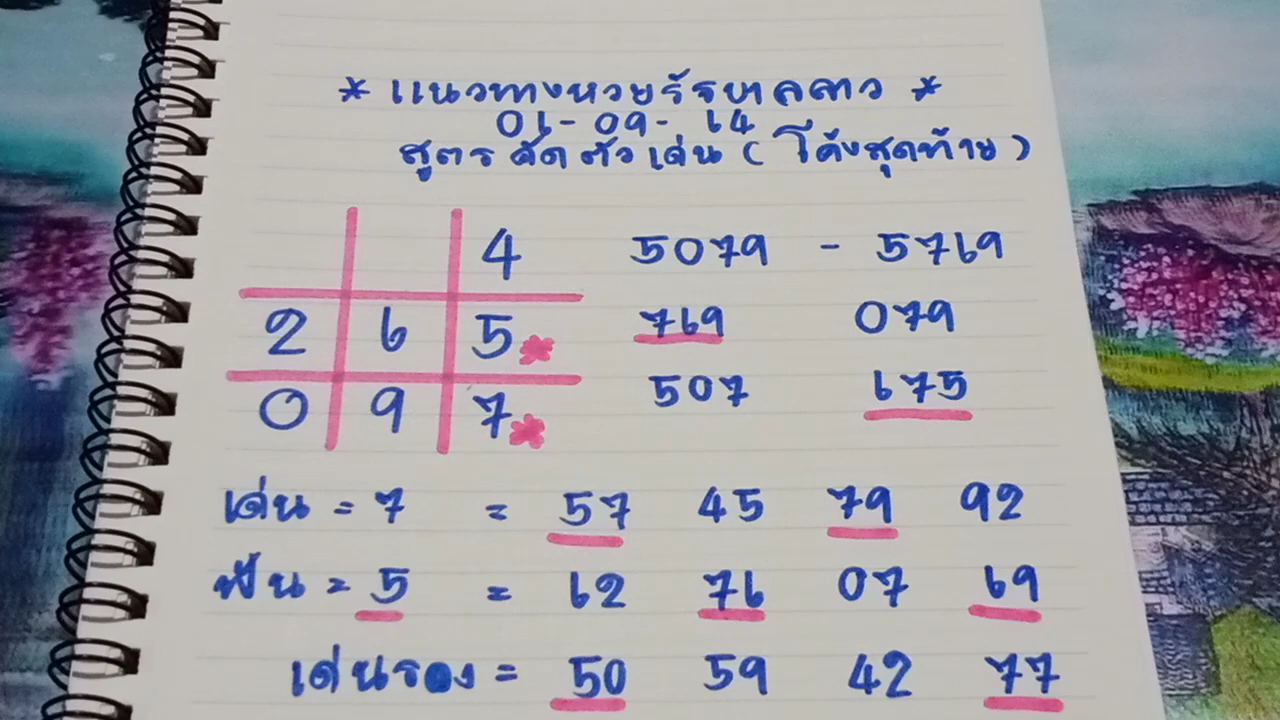 * แนวทางหวยรัฐบาลลาว *
01-09-64
สูตร คัด ตัว เด่น ( โค้งสุดท้าย )
4 5079 - 5769
2 6 5 * 769 079
0 9 7 * 507 675
เด่น = 7 = 57 45 79 92
ฟัน = 5 = 62 76 07 69
เด่นรอง = 50 59 42 77